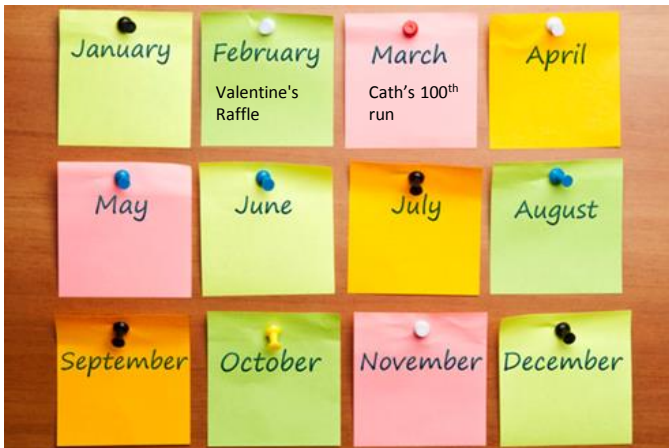 January
February
March
April
Valentine's
Raffle
Cath's 100th
run
May
June
July
August
September
October
November
December